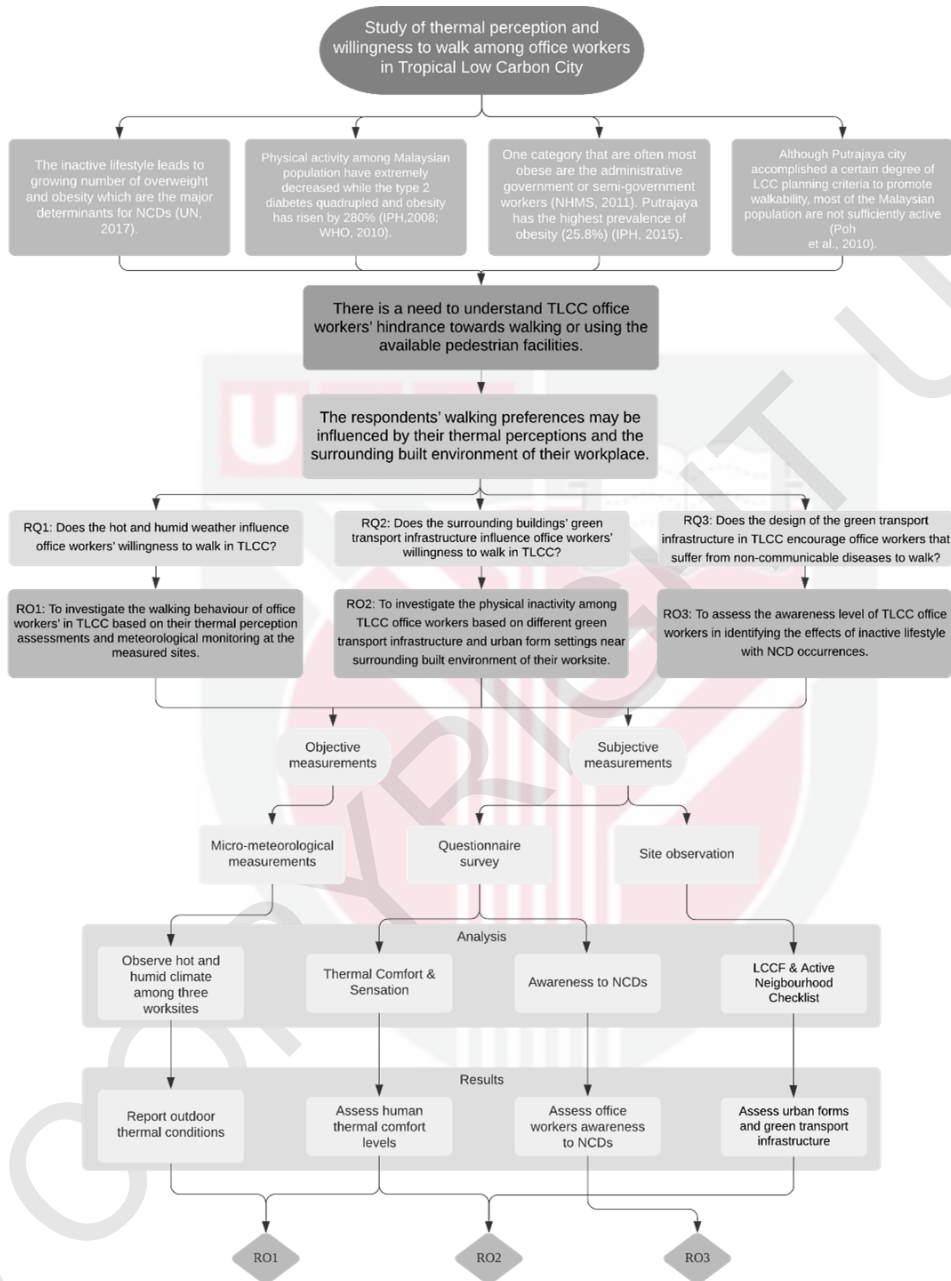 Study of thermal perception and
willingness to walk among office workers
in Tropical Low Carbon City
The inactive lifestyle leads to
growing number of overweight
and obesity which are the major
determinants for NCDs (UN,
2017).
Physical activity among Malaysian
population have extremely
decreased while the type 2
diabetes quadrupled and obesity
has risen by 280% (IPH,2008;
WHO, 2010).
One category that are often most
obese are the administrative
government or semi-government
workers (NHMS, 2011). Putrajaya
has the highest prevalence of
obesity (25.8%) (IPH, 2015).
Although Putrajaya city
accomplished a certain degree of
LCC planning criteria to promote
walkability, most of the Malaysian
population are not sufficiently active
(Poh
et al., 2010).
There is a need to understand TLCC office
workers' hindrance towards walking or using the
available pedestrian facilities.
The respondents' walking preferences may be
influenced by their thermal perceptions and the
surrounding built environment of their workplace.
RQ1: Does the hot and humid weather influence
office workers' willingness to walk in TLCC?
RQ2: Does the surrounding buildings' green
transport infrastructure influence office workers'
willingness to walk in TLCC?
RQ3: Does the design of the green transport
infrastructure in TLCC encourage office workers that
suffer from non-communicable diseases to walk?
RO1: To investigate the walking behaviour of office
workers' in TLCC based on their thermal perception
assessments and meteorological monitoring at the
measured sites.
RO2: To investigate the physical inactivity among
TLCC office workers based on different green
transport infrastructure and urban form settings near
surrounding built environment of their worksite.
RO3: To assess the awareness level of TLCC office
workers in identifying the effects of inactive lifestyle
with NCD occurrences.
Objective
measurements
Subjective
measurements
Micro-meteorological
measurements
Questionnaire
survey
Site observation
Analysis
Observe hot and
humid climate
among three
worksites
Thermal Comfort &
Sensation
Awareness to NCDs
LCCF & Active
Neigbourhood
Checklist
Results
Report outdoor
thermal conditions
Assess human
thermal comfort
levels
Assess office
workers awareness
to NCDs
Assess urban forms
and green transport
infrastructure
RO1
RO2
RO3
COPYRIGHT U